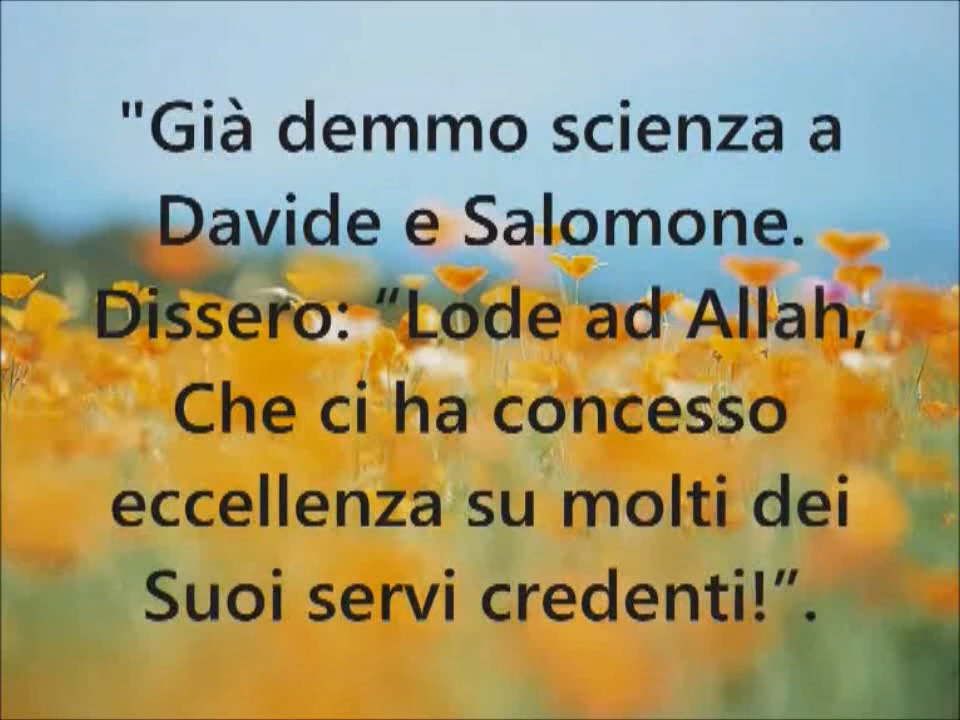 "Già demmo scienza a
Davide e Salomone.
Dissero: “Lode ad Allah,
Che ci ha concesso
eccellenza su molti dei
Suoi servi credenti!”.